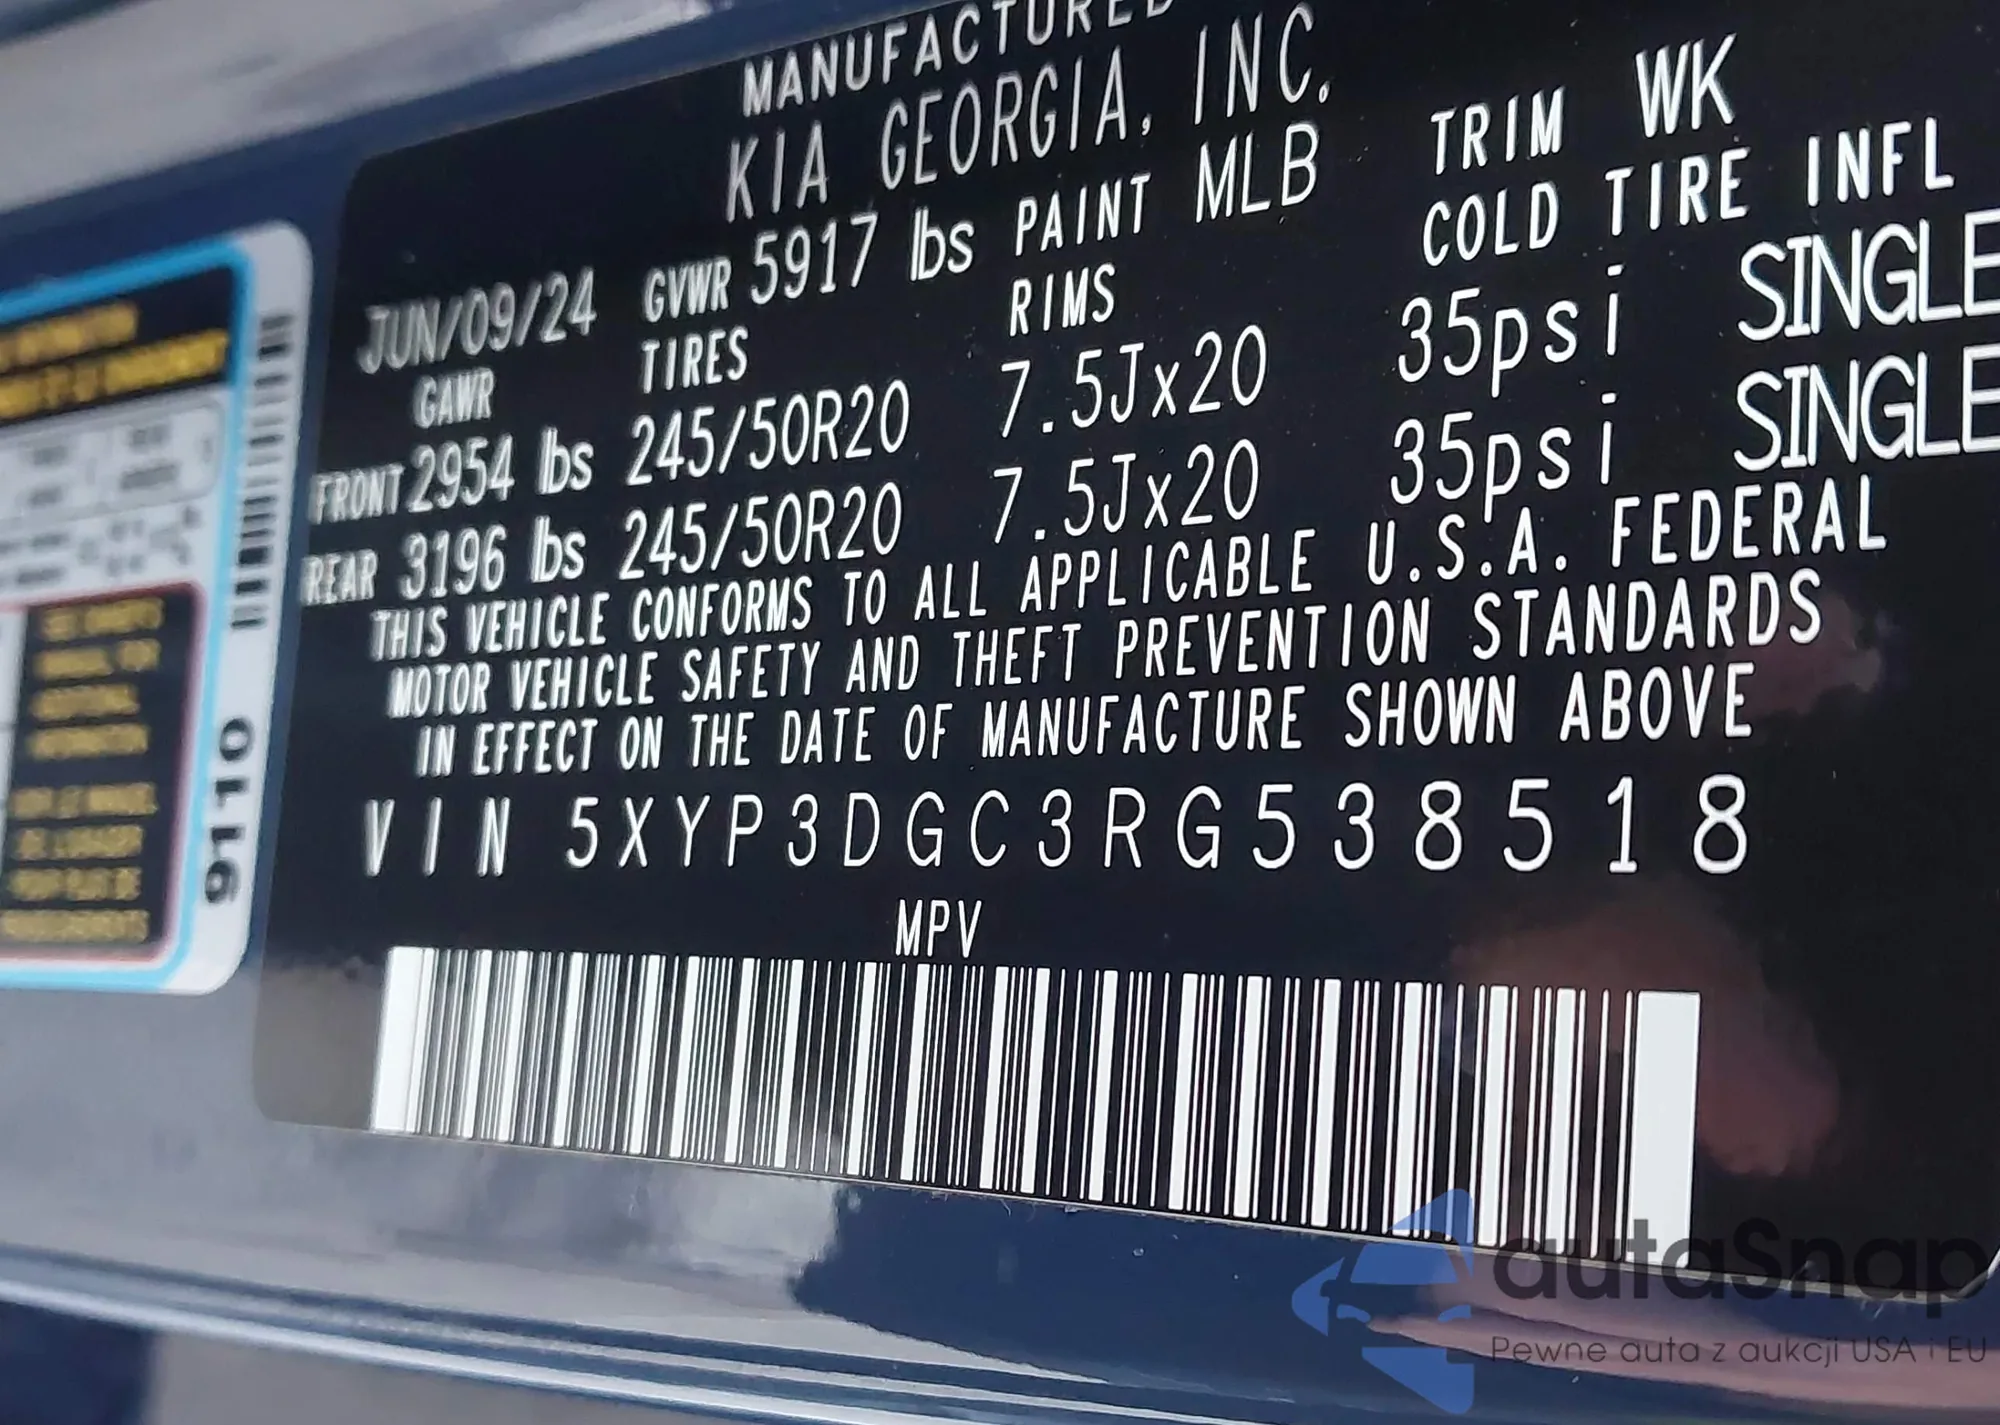 MANUFACTURED
KIA GEORGIA, INC.
JUN/09/24 GVWR 5917 lbs PAINT MLB TRIM WK
GAWR TIRES RIMS COLD TIRE INFL
FRONT 2954 lbs 245/50R20 7.5Jx20 35psi SINGLE
REAR 3196 lbs 245/50R20 7.5Jx20 35psi SINGLE
THIS VEHICLE CONFORMS TO ALL APPLICABLE U.S.A. FEDERAL
MOTOR VEHICLE SAFETY AND THEFT PREVENTION STANDARDS
IN EFFECT ON THE DATE OF MANUFACTURE SHOWN ABOVE
VIN 5XYP3DGC3RG538518
MPV
9110
autaSnap
Pewne auta z aukcji USA i EU